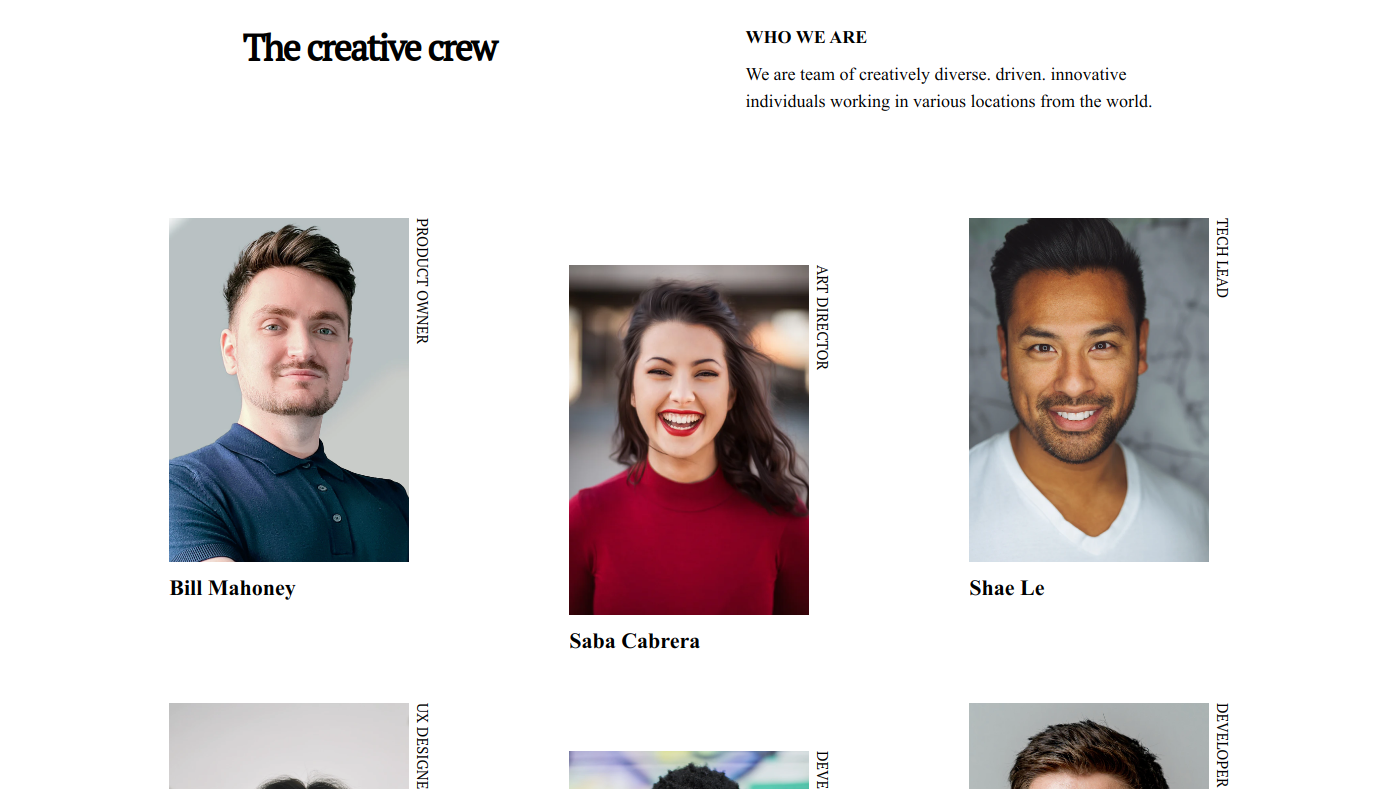 The creative crew
WHO WE ARE
We are team of creatively diverse. driven. innovative
individuals working in various locations from the world.
PRODUCT OWNER
Bill Mahoney
ART DIRECTOR
Saba Cabrera
TECH LEAD
Shae Le
UX DESIGNE
DEVE
DEVELOPER